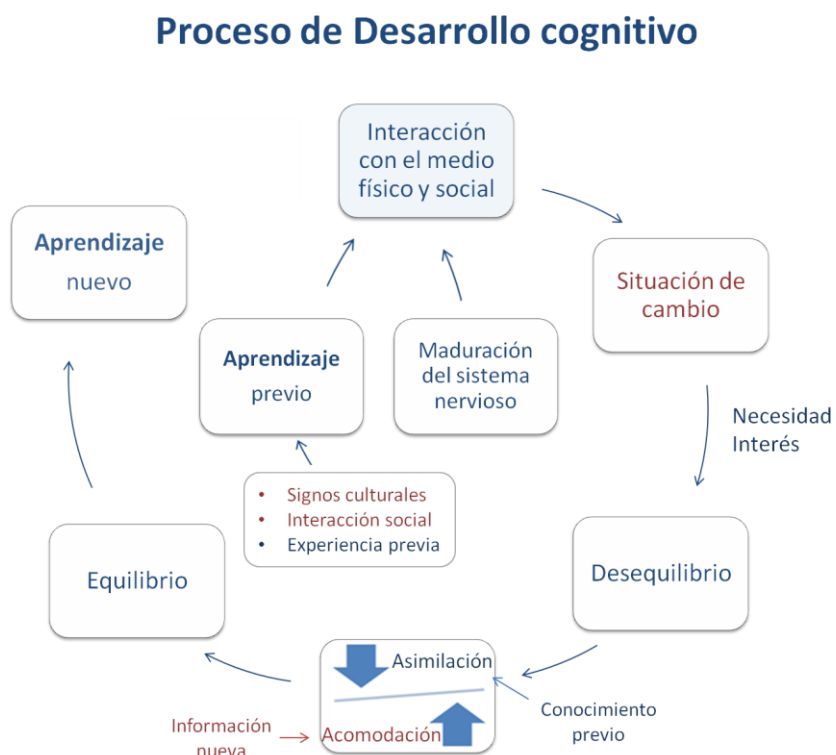 Proceso de Desarrollo cognitivo
Interacción
con el medio
físico y social
Aprendizaje
nuevo
Situación de
cambio
Aprendizaje
previo
Maduración
del sistema
nervioso
Necesidad
Interés
• Signos culturales
• Interacción social
• Experiencia previa
Equilibrio
Desequilibrio
Asimilación
Acomodación
Conocimiento
previo
Información
nueva